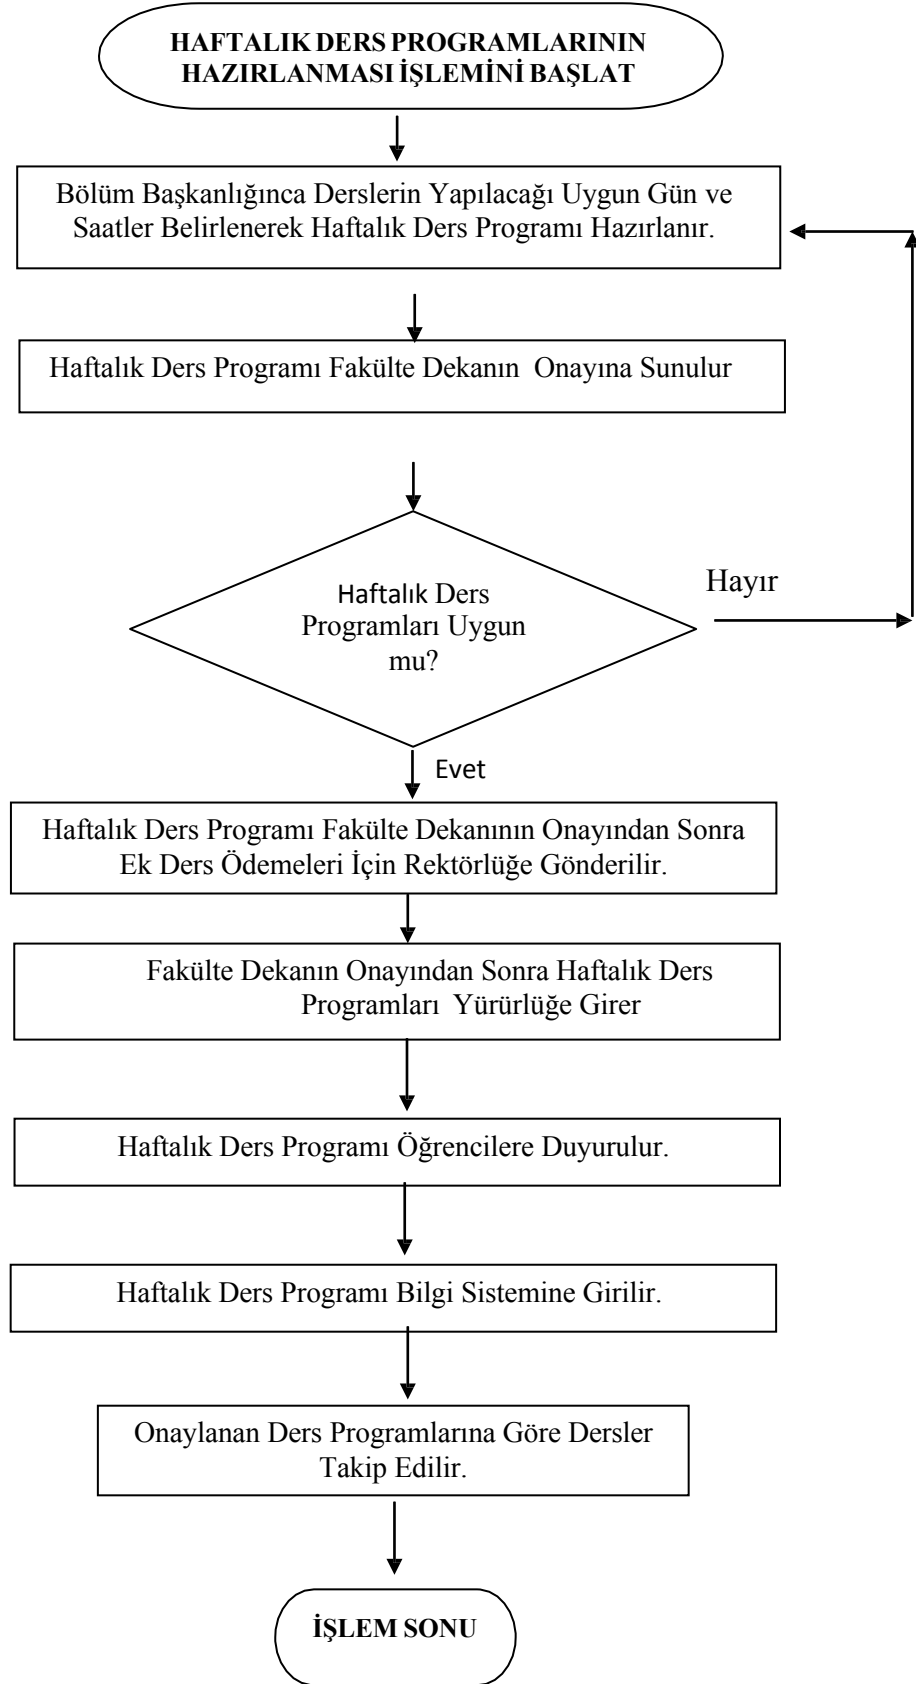 HAFTALIK DERS PROGRAMLARININ
HAZIRLANMASI İŞLEMİNİ BAŞLAT
Bölüm Başkanlığınca Derslerin Yapılacağı Uygun Gün ve
Saatler Belirlenerek Haftalık Ders Programı Hazırlanır.
Haftalık Ders Programı Fakülte Dekanın Onayına Sunulur
Haftalık Ders
Programları Uygun
mu?
Hayır
Evet
Haftalık Ders Programı Fakülte Dekanının Onayından Sonra
Ek Ders Ödemeleri İçin Rektörlüğe Gönderilir.
Fakülte Dekanın Onayından Sonra Haftalık Ders
Programları Yürürlüğe Girer
Haftalık Ders Programı Öğrencilere Duyurulur.
Haftalık Ders Programı Bilgi Sistemine Girilir.
Onaylanan Ders Programlarına Göre Dersler
Takip Edilir.
İŞLEM SONU